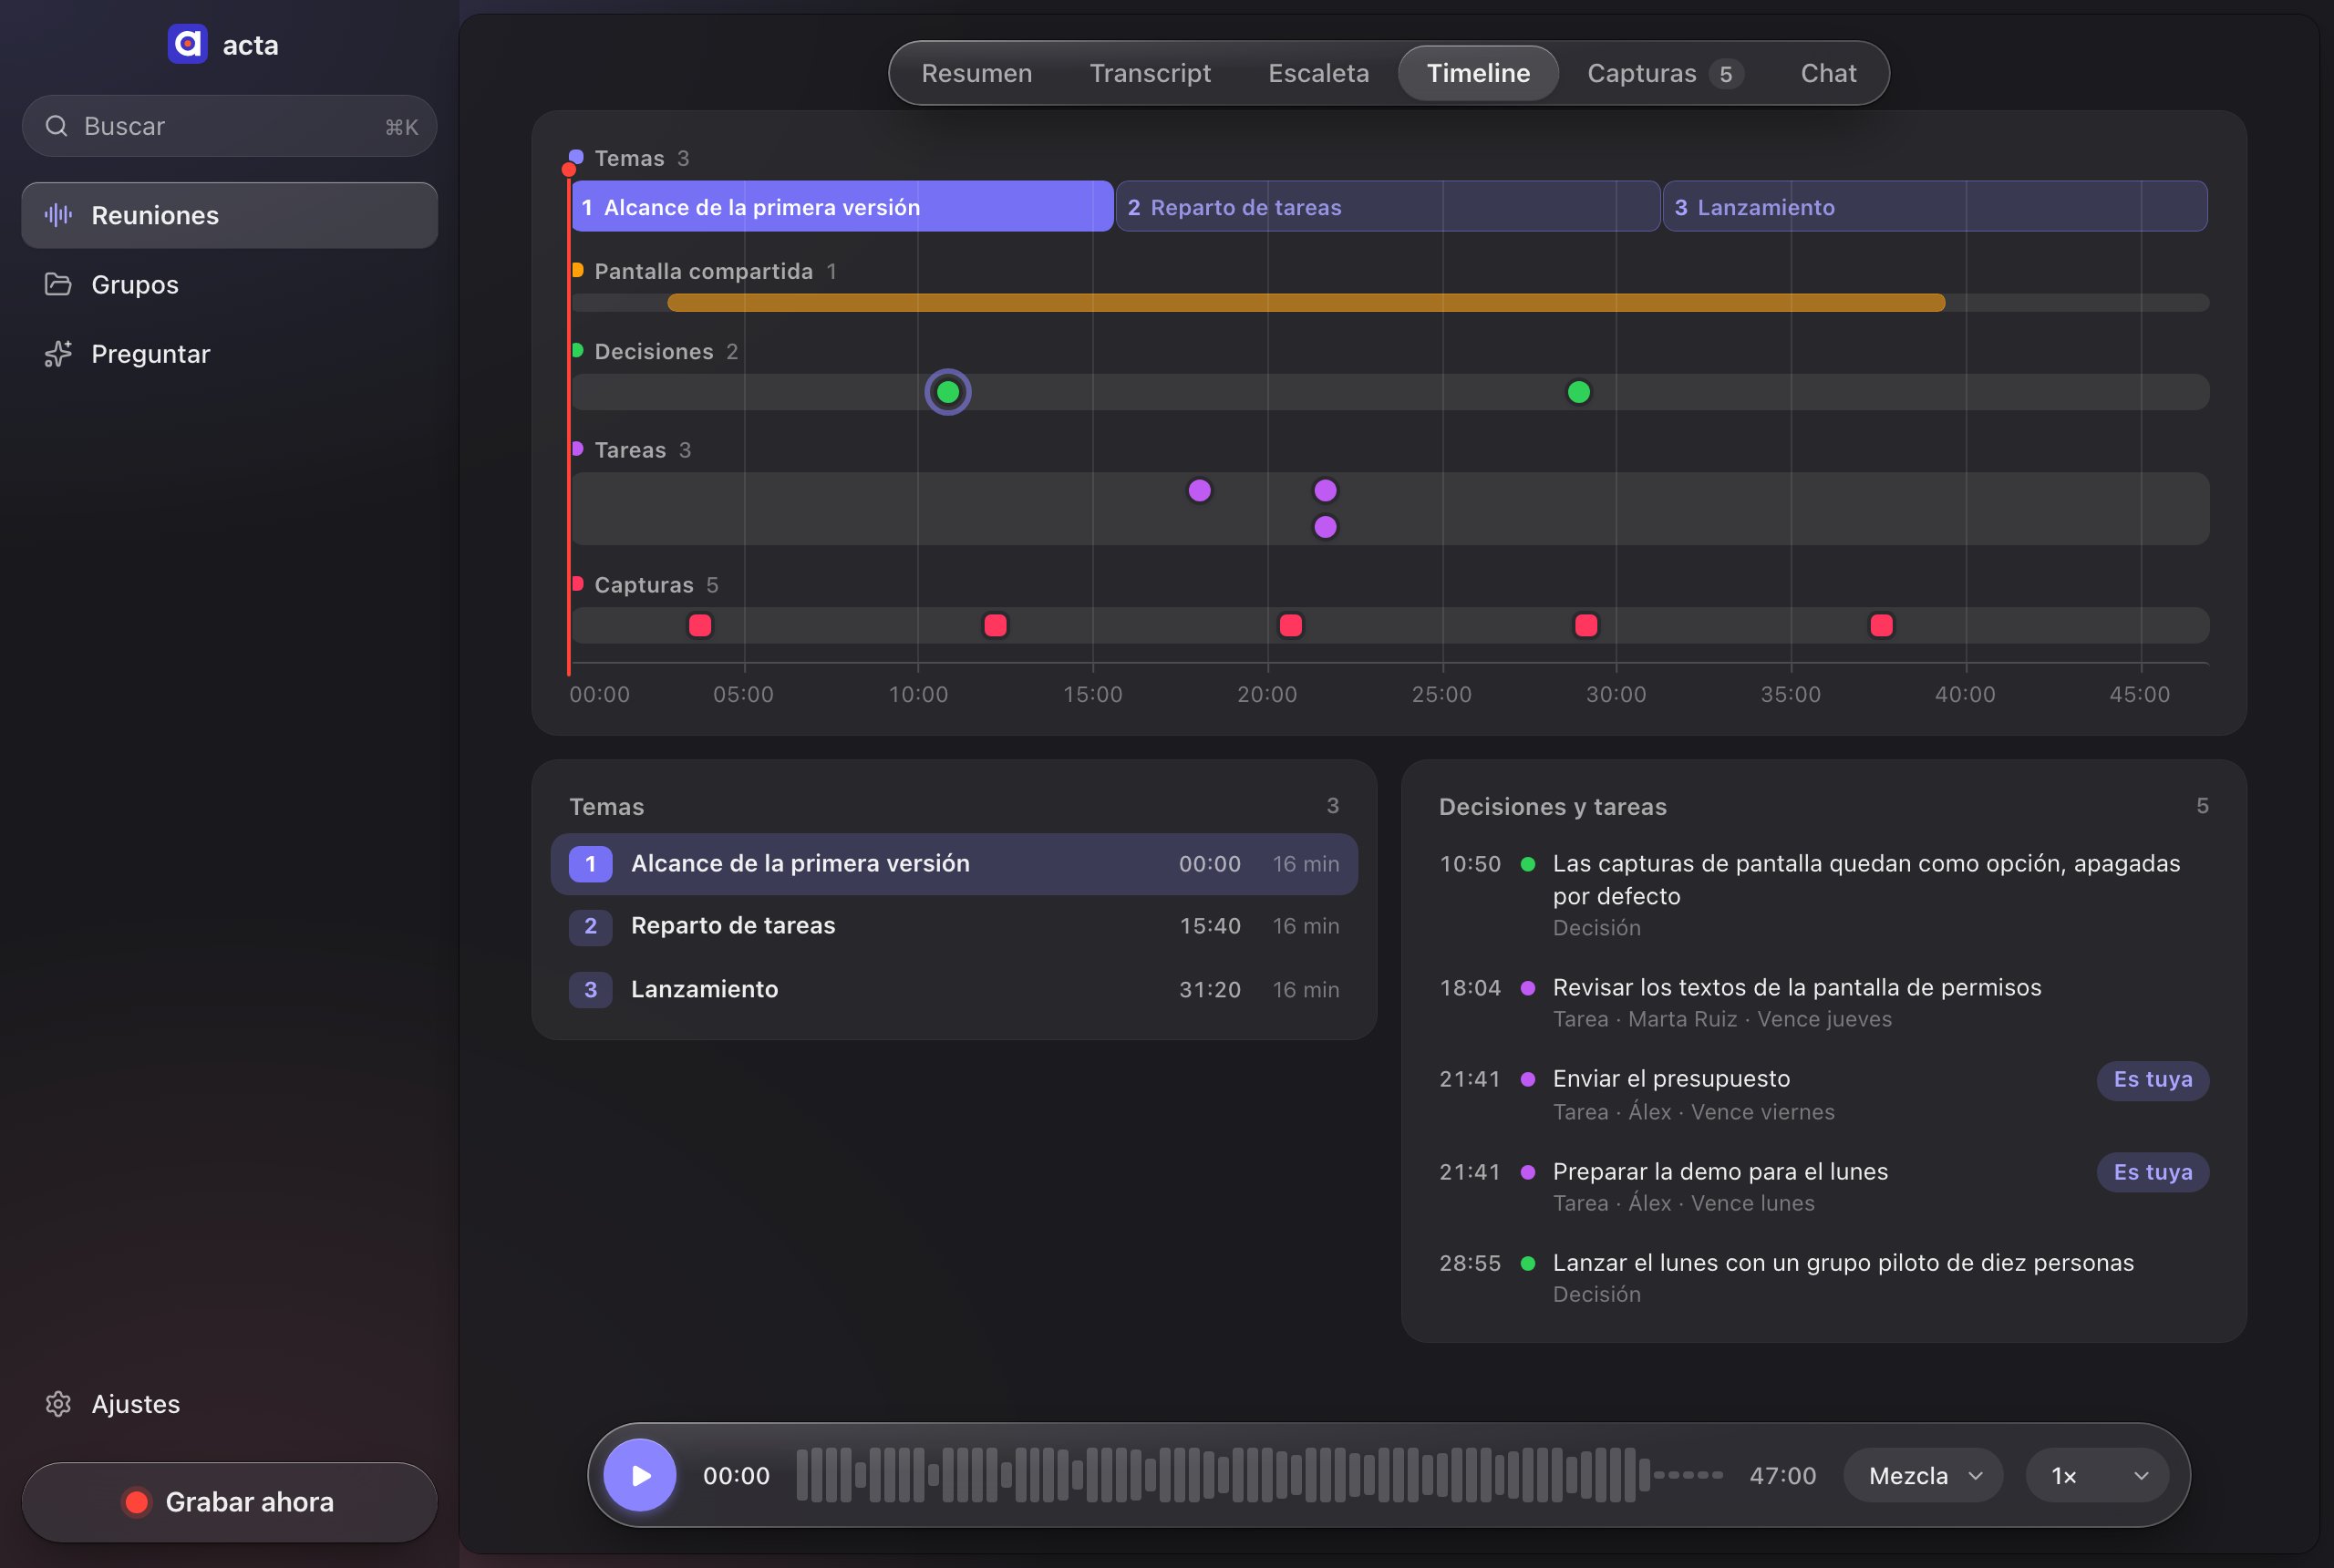 acta
Buscar ⌘K
Reuniones
Grupos
Preguntar
Ajustes
Grabar ahora
Resumen Transcript Escaleta Timeline Capturas 5 Chat
Temas 3
1 Alcance de la primera versión 2 Reparto de tareas 3 Lanzamiento
Pantalla compartida 1
Decisiones 2
Tareas 3
Capturas 5
00:00 05:00 10:00 15:00 20:00 25:00 30:00 35:00 40:00 45:00
Temas 3
1 Alcance de la primera versión 00:00 16 min
2 Reparto de tareas 15:40 16 min
3 Lanzamiento 31:20 16 min
Decisiones y tareas 5
10:50 Las capturas de pantalla quedan como opción, apagadas
por defecto
Decisión
18:04 Revisar los textos de la pantalla de permisos
Tarea · Marta Ruiz · Vence jueves
21:41 Enviar el presupuesto Es tuya
Tarea · Álex · Vence viernes
21:41 Preparar la demo para el lunes Es tuya
Tarea · Álex · Vence lunes
28:55 Lanzar el lunes con un grupo piloto de diez personas
Decisión
00:00 47:00 Mezcla 1×